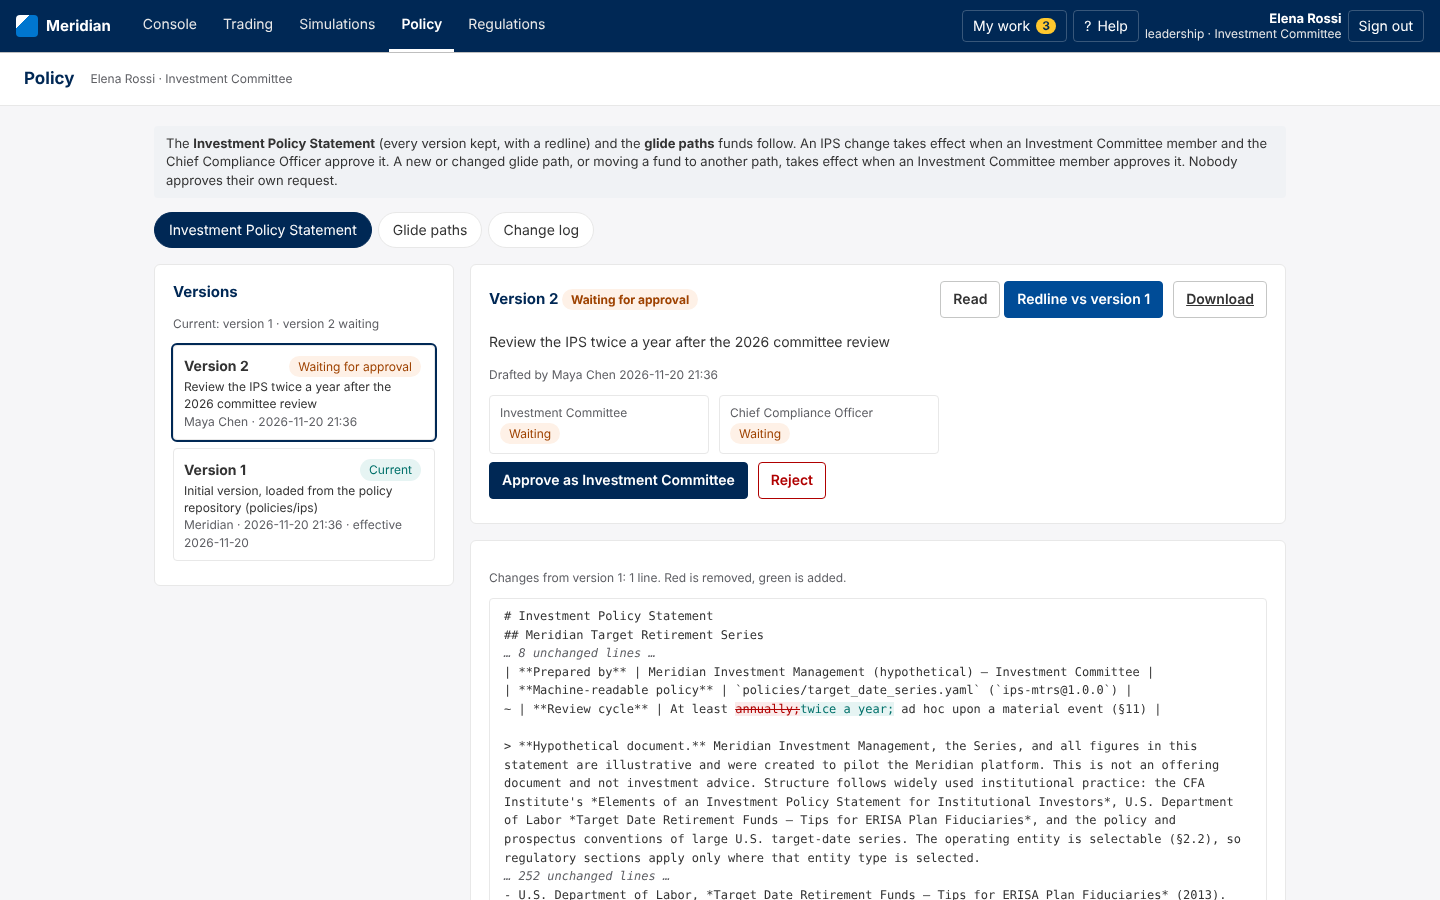 Meridian
Console
Trading
Simulations
Policy
Regulations
My work 3
? Help
Elena Rossi
leadership · Investment Committee
Sign out
Policy
Elena Rossi · Investment Committee
The Investment Policy Statement (every version kept, with a redline) and the glide paths funds follow. An IPS change takes effect when an Investment Committee member and the
Chief Compliance Officer approve it. A new or changed glide path, or moving a fund to another path, takes effect when an Investment Committee member approves it. Nobody
approves their own request.
Investment Policy Statement
Glide paths
Change log
Versions
Current: version 1 · version 2 waiting
Version 2 Waiting for approval
Review the IPS twice a year after the
2026 committee review
Maya Chen · 2026-11-20 21:36
Version 1 Current
Initial version, loaded from the policy
repository (policies/ips)
Meridian · 2026-11-20 21:36 · effective
2026-11-20
Version 2 Waiting for approval
Read
Redline vs version 1
Download
Review the IPS twice a year after the 2026 committee review
Drafted by Maya Chen 2026-11-20 21:36
Investment Committee
Waiting
Chief Compliance Officer
Waiting
Approve as Investment Committee
Reject
Changes from version 1: 1 line. Red is removed, green is added.
# Investment Policy Statement
## Meridian Target Retirement Series
… 8 unchanged lines …
| **Prepared by** | Meridian Investment Management (hypothetical) — Investment Committee |
| **Machine-readable policy** | `policies/target_date_series.yaml` (`ips-mtrs@1.0.0`) |
~ | **Review cycle** | At least annually;twice a year; ad hoc upon a material event (§11) |
> **Hypothetical document.** Meridian Investment Management, the Series, and all figures in this
statement are illustrative and were created to pilot the Meridian platform. This is not an offering
document and not investment advice. Structure follows widely used institutional practice: the CFA
Institute's *Elements of an Investment Policy Statement for Institutional Investors*, U.S. Department
of Labor *Target Date Retirement Funds — Tips for ERISA Plan Fiduciaries*, and the policy and
prospectus conventions of large U.S. target-date series. The operating entity is selectable (§2.2), so
regulatory sections apply only where that entity type is selected.
… 252 unchanged lines …
- U.S. Department of Labor, *Target Date Retirement Funds — Tips for ERISA Plan Fiduciaries* (2013).